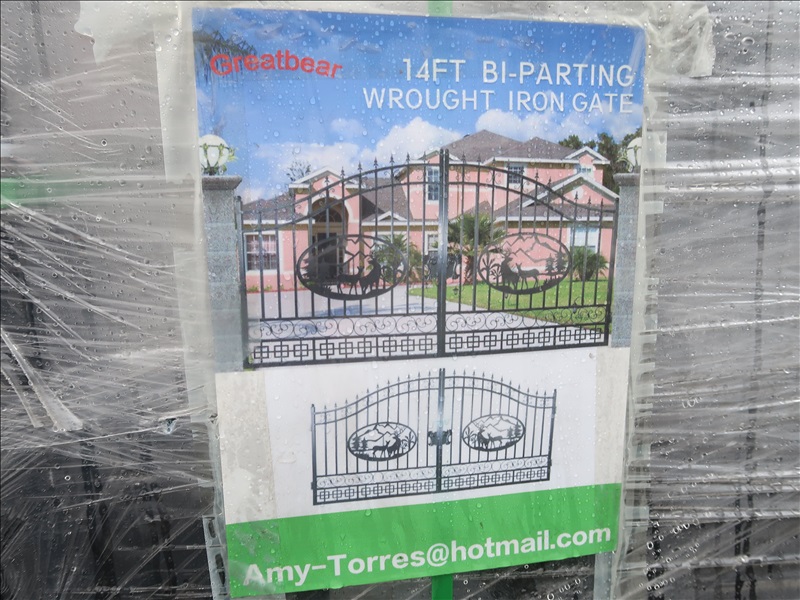 Greatbear
14FT BI-PARTING
WROUGHT IRON GATE
Amy-Torres@hotmail.com